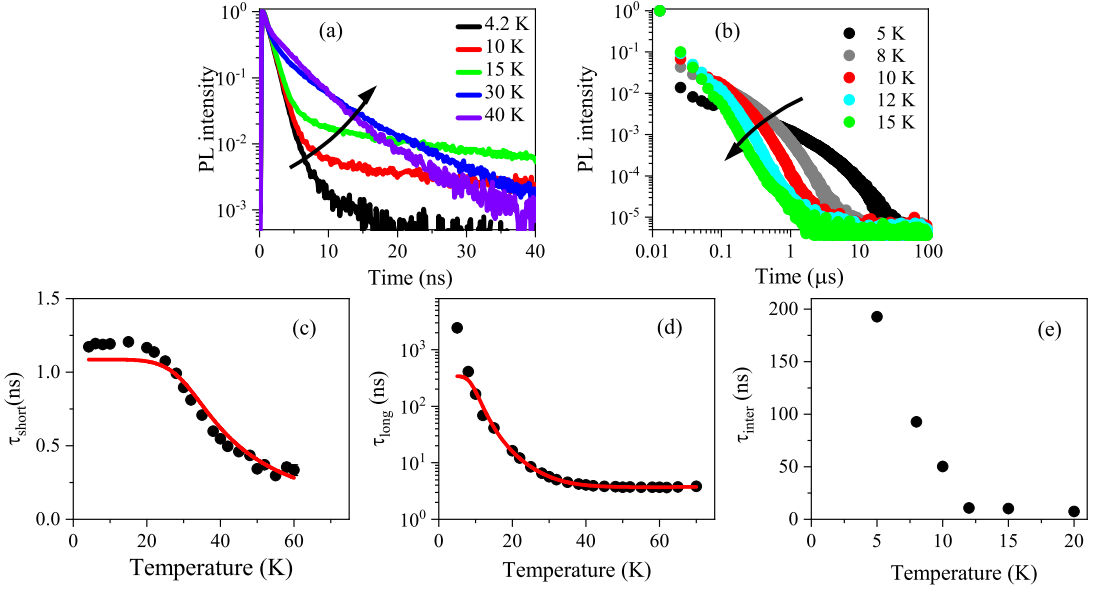 (a)
4.2 K
10 K
15 K
30 K
40 K
PL intensity
10⁰
10⁻¹
10⁻²
10⁻³
0 10 20 30 40
Time (ns)
(b)
5 K
8 K
10 K
12 K
15 K
PL intensity
10⁰
10⁻¹
10⁻²
10⁻³
10⁻⁴
10⁻⁵
0.01 0.1 1 10 100
Time (μs)
(c)
τshort(ns)
1.5
1.0
0.5
0.0
0 20 40 60
Temperature (K)
(d)
τlong (ns)
10³
10²
10¹
10⁰
0 20 40 60
Temperature (K)
(e)
τinter (ns)
200
150
100
50
0
0 5 10 15 20
Temperature (K)